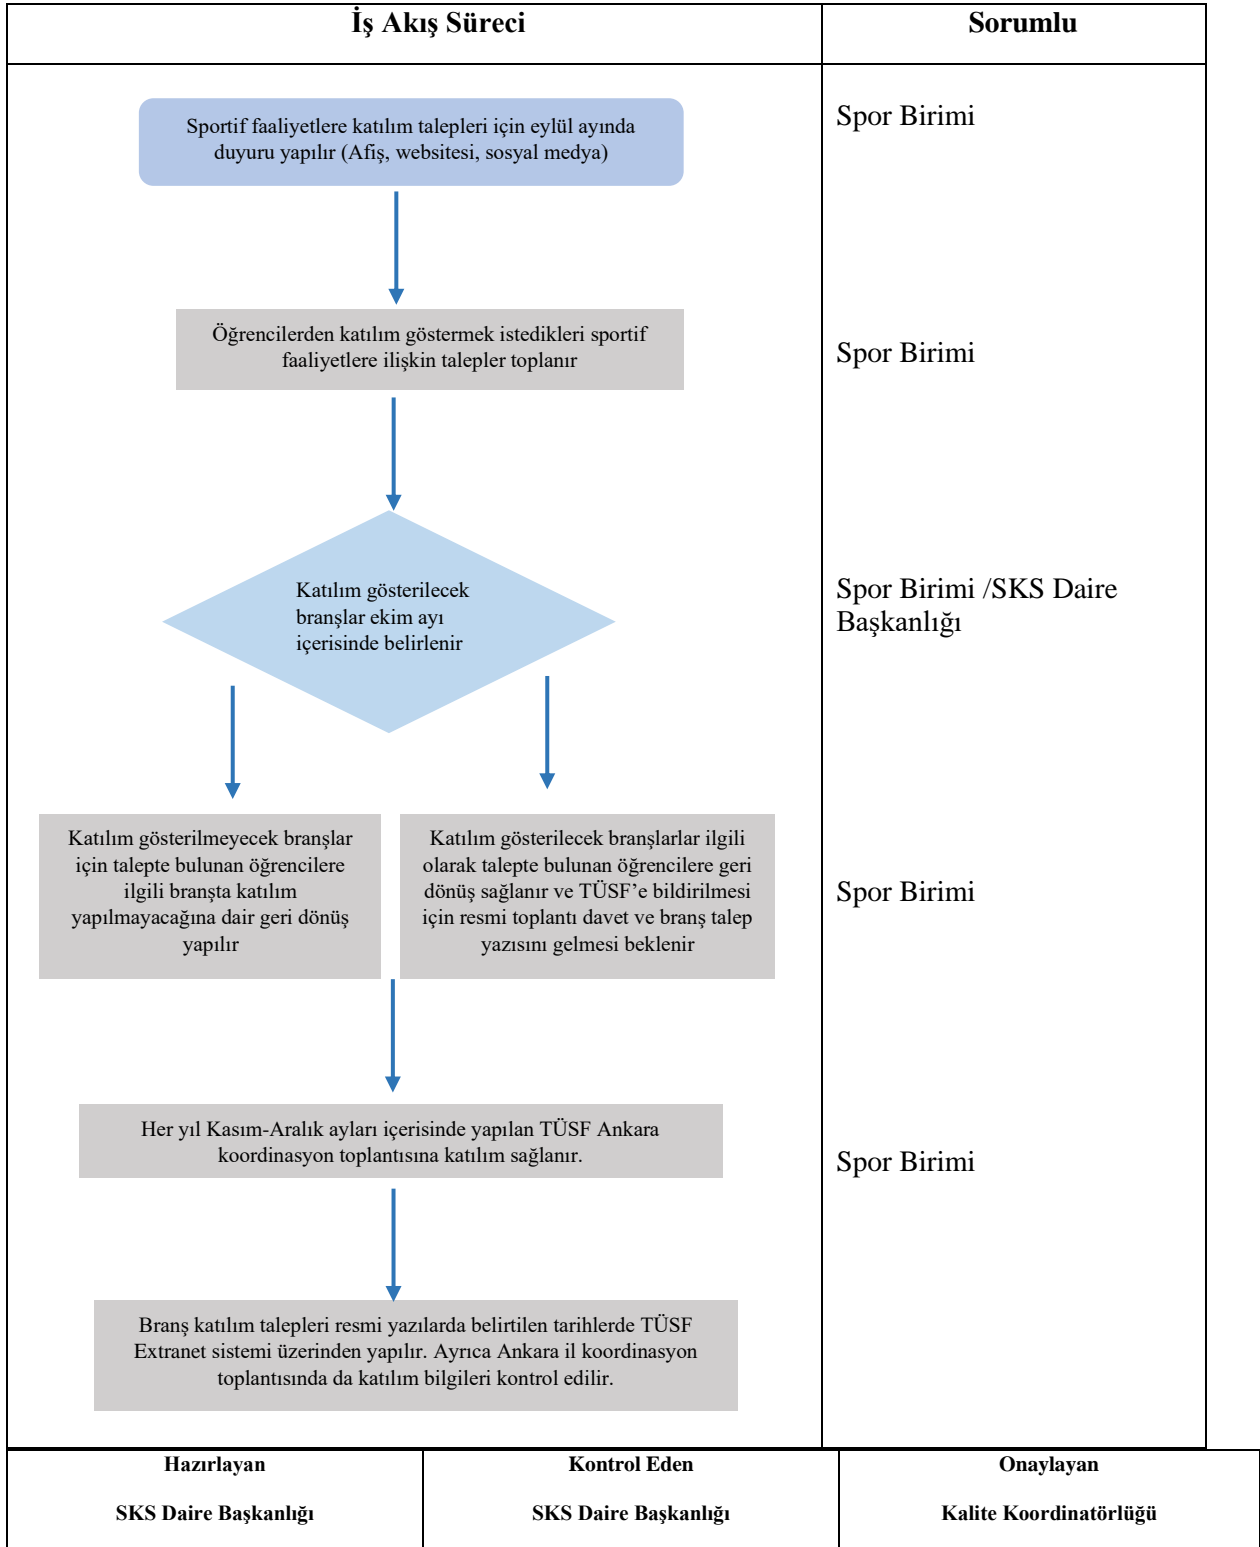 İş Akış Süreci
Sorumlu
Sportif faaliyetlere katılım talepleri için eylül ayında
duyuru yapılır (Afiş, websitesi, sosyal medya)
Spor Birimi
Öğrencilerden katılım göstermek istedikleri sportif
faaliyetlere ilişkin talepler toplanır
Spor Birimi
Katılım gösterilecek
branşlar ekim ayı
içerisinde belirlenir
Spor Birimi /SKS Daire
Başkanlığı
Katılım gösterilmeyecek branşlar
için talepte bulunan öğrencilere
ilgili branşta katılım
yapılmayacağına dair geri dönüş
yapılır
Katılım gösterilecek branşlarlar ilgili
olarak talepte bulunan öğrencilere geri
dönüş sağlanır ve TÜSF’e bildirilmesi
için resmi toplantı davet ve branş talep
yazısını gelmesi beklenir
Spor Birimi
Her yıl Kasım-Aralık ayları içerisinde yapılan TÜSF Ankara
koordinasyon toplantısına katılım sağlanır.
Spor Birimi
Branş katılım talepleri resmi yazılarda belirtilen tarihlerde TÜSF
Extranet sistemi üzerinden yapılır. Ayrıca Ankara il koordinasyon
toplantısında da katılım bilgileri kontrol edilir.
Hazırlayan
SKS Daire Başkanlığı
Kontrol Eden
SKS Daire Başkanlığı
Onaylayan
Kalite Koordinatörlüğü